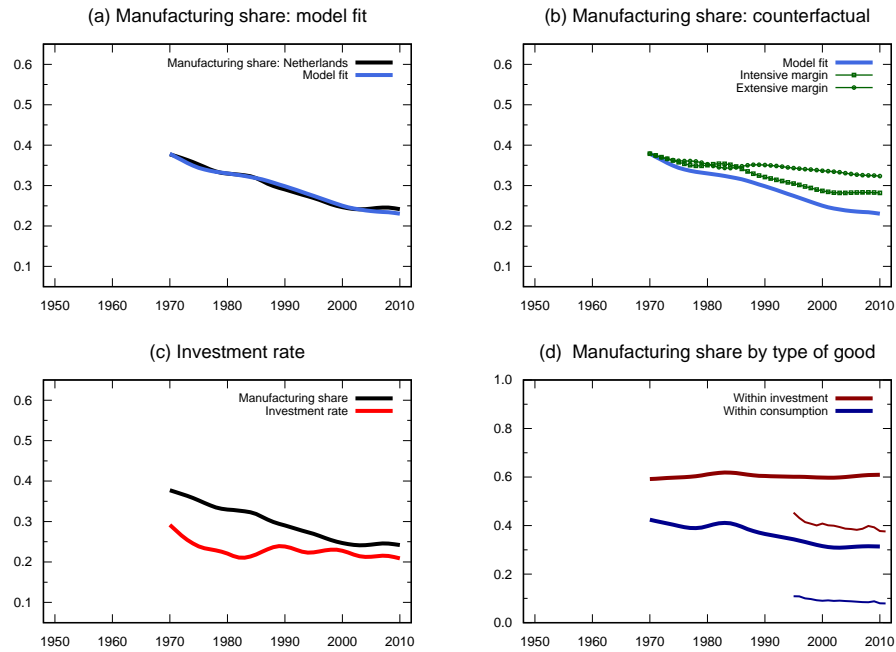 (a) Manufacturing share: model fit
0.6
0.5
0.4
0.3
0.2
0.1
Manufacturing share: Netherlands
Model fit
1950 1960 1970 1980 1990 2000 2010
(b) Manufacturing share: counterfactual
0.6
0.5
0.4
0.3
0.2
0.1
Model fit
Intensive margin
Extensive margin
1950 1960 1970 1980 1990 2000 2010
(c) Investment rate
0.6
0.5
0.4
0.3
0.2
0.1
Manufacturing share
Investment rate
1950 1960 1970 1980 1990 2000 2010
(d) Manufacturing share by type of good
1.0
0.8
0.6
0.4
0.2
0.0
Within investment
Within consumption
1950 1960 1970 1980 1990 2000 2010